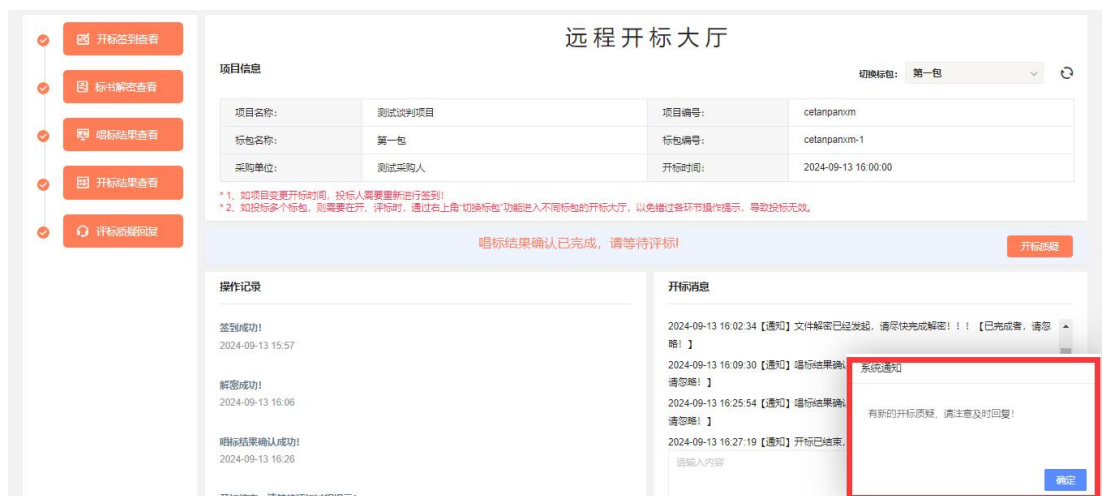 开标签到查看
标书解密查看
唱标结果查看
开标结果查看
评标质疑回复
远程开标大厅
项目信息
切换标包: 第一包
项目名称: 测试谈判项目 项目编号: cetanpanxm
标包名称: 第一包 标包编号: cetanpanxm-1
采购单位: 测试采购人 开标时间: 2024-09-13 16:00:00
* 1、如项目变更开标时间，投标人需要重新进行签到!
* 2、如投标多个标包，则需要在开、评标时，通过右上角“切换标包”功能进入不同标包的开标大厅，以免错过各环节操作提示、导致投标无效。
唱标结果确认已完成，请等待评标!
开标质疑
操作记录
签到成功!
2024-09-13 15:57
解密成功!
2024-09-13 16:06
唱标结果确认成功!
2024-09-13 16:26
开标消息
2024-09-13 16:02:34【通知】文件解密已经发起，请尽快完成解密！！！【已完成者，请忽
略！】
2024-09-13 16:09:30【通知】唱标结果确认
请忽略！】
2024-09-13 16:25:54【通知】唱标结果确认
请忽略！】
2024-09-13 16:27:19【通知】开标已结束，
请输入内容
系统通知
有新的开标质疑，请注意及时回复!
确定